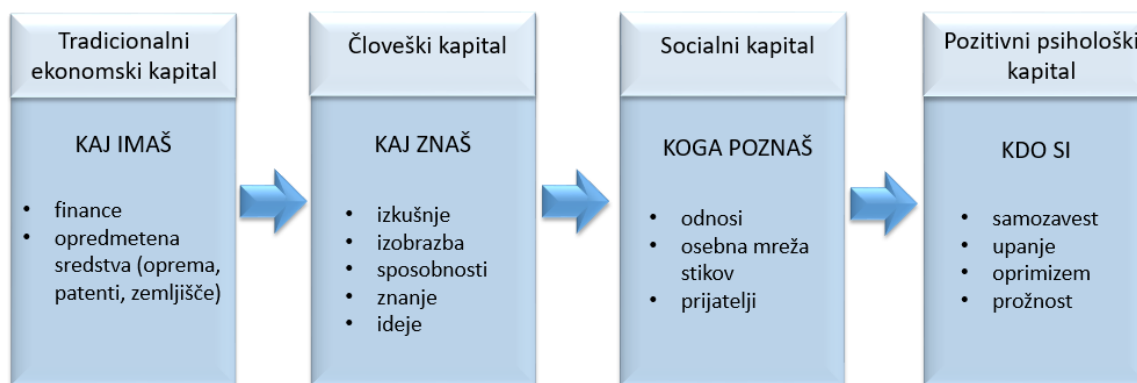 Tradicionalni
ekonomski kapital
KAJ IMAŠ
• finance
• opredmetena
sredstva (oprema,
patenti, zemljišče)
Človeški kapital
KAJ ZNAŠ
• izkušnje
• izobrazba
• sposobnosti
• znanje
• ideje
Socialni kapital
KOGA POZNAŠ
• odnosi
• osebna mreža
stikov
• prijatelji
Pozitivni psihološki
kapital
KDO SI
• samozavest
• upanje
• oprimizem
• prožnost